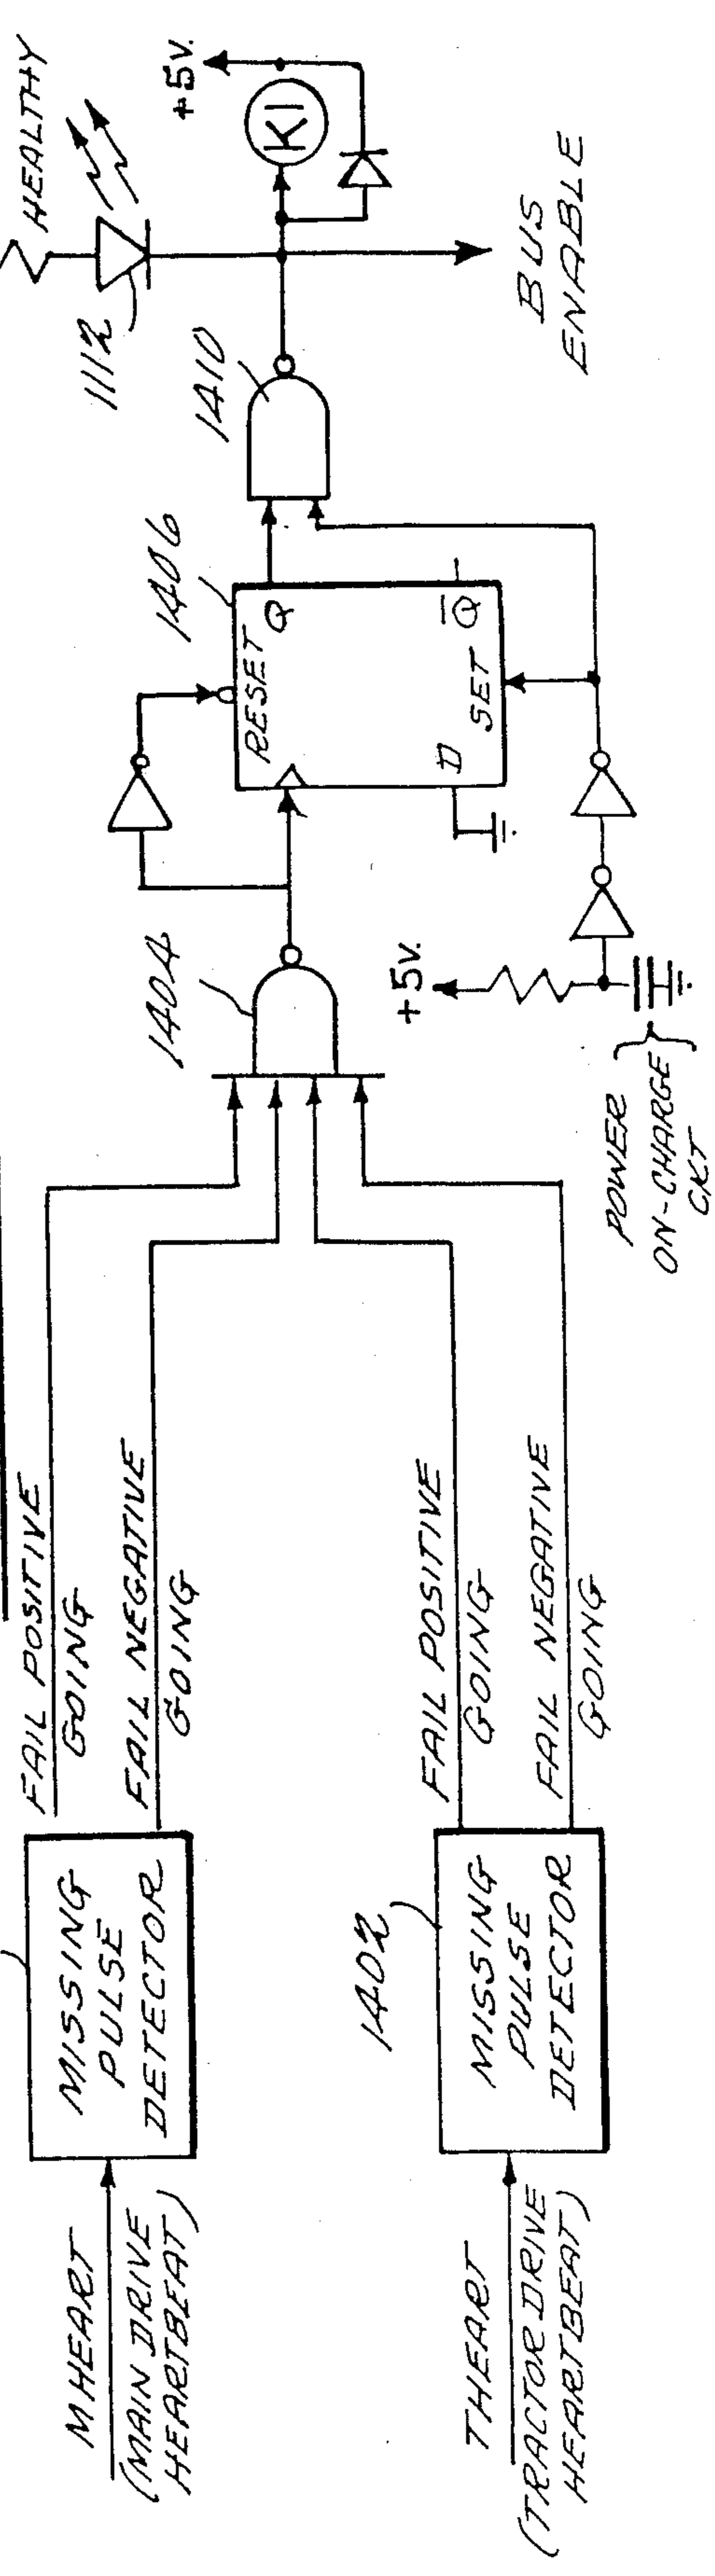 MHEART
(MAIN DRIVE
HEARTBEAT)
MISSING
PULSE
DETECTOR
FAIL POSITIVE
GOING
FAIL NEGATIVE
GOING
THEART
(TRACTOR DRIVE
HEARTBEAT)
1402
MISSING
PULSE
DETECTOR
FAIL POSITIVE
GOING
FAIL NEGATIVE
GOING
1404
1406
RESET
Q
D
SET
Q̅
+5V.
POWER
ON-CHARGE
CKT
1410
1112
HEALTHY
+5V.
K1
BUS
ENABLE